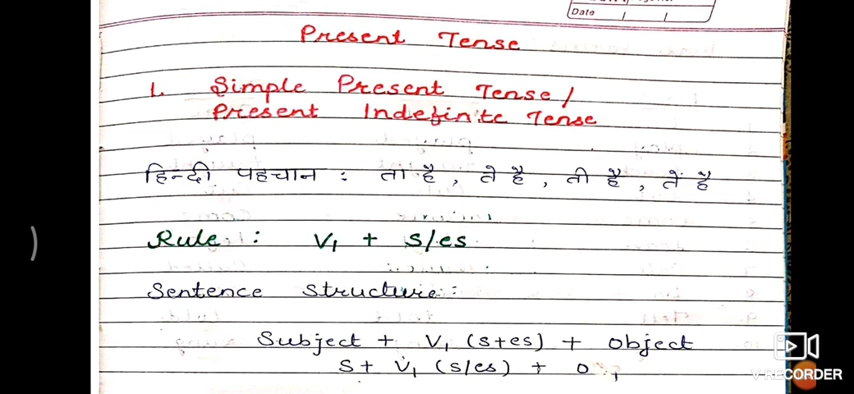 Date / /
Present Tense
1. Simple Present Tense /
Present Indefinite Tense
हिन्दी पहचान : ता है , ते है , ती है , ते हैं
Rule : V1 + s/es
Sentence structure :
Subject + V1 (s+es) + Object
S + V1 (s/es) + O
V RECORDER